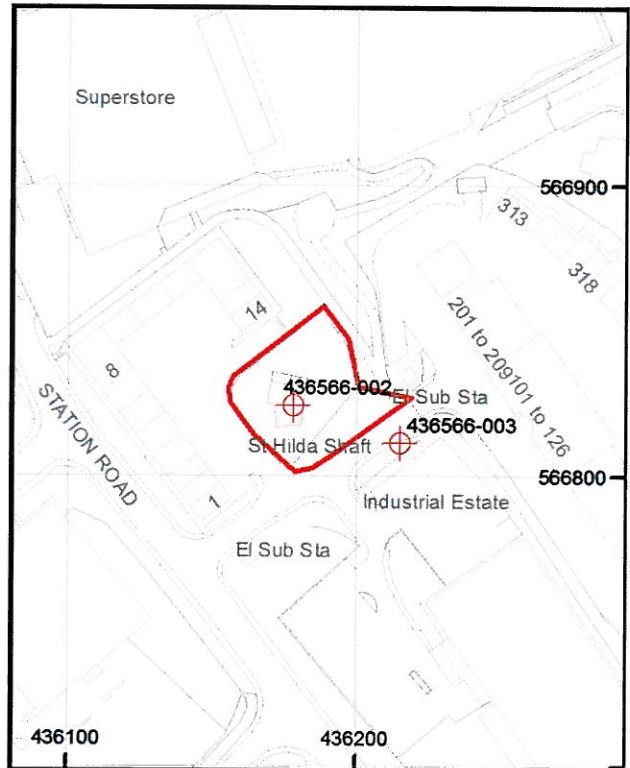 Superstore
566900
313
318
14
201 to 209101 to 126
8
436566-002
El Sub Sta
STATION ROAD
436566-003
St Hilda Shaft
566800
1
Industrial Estate
El Sub Sta
436100
436200